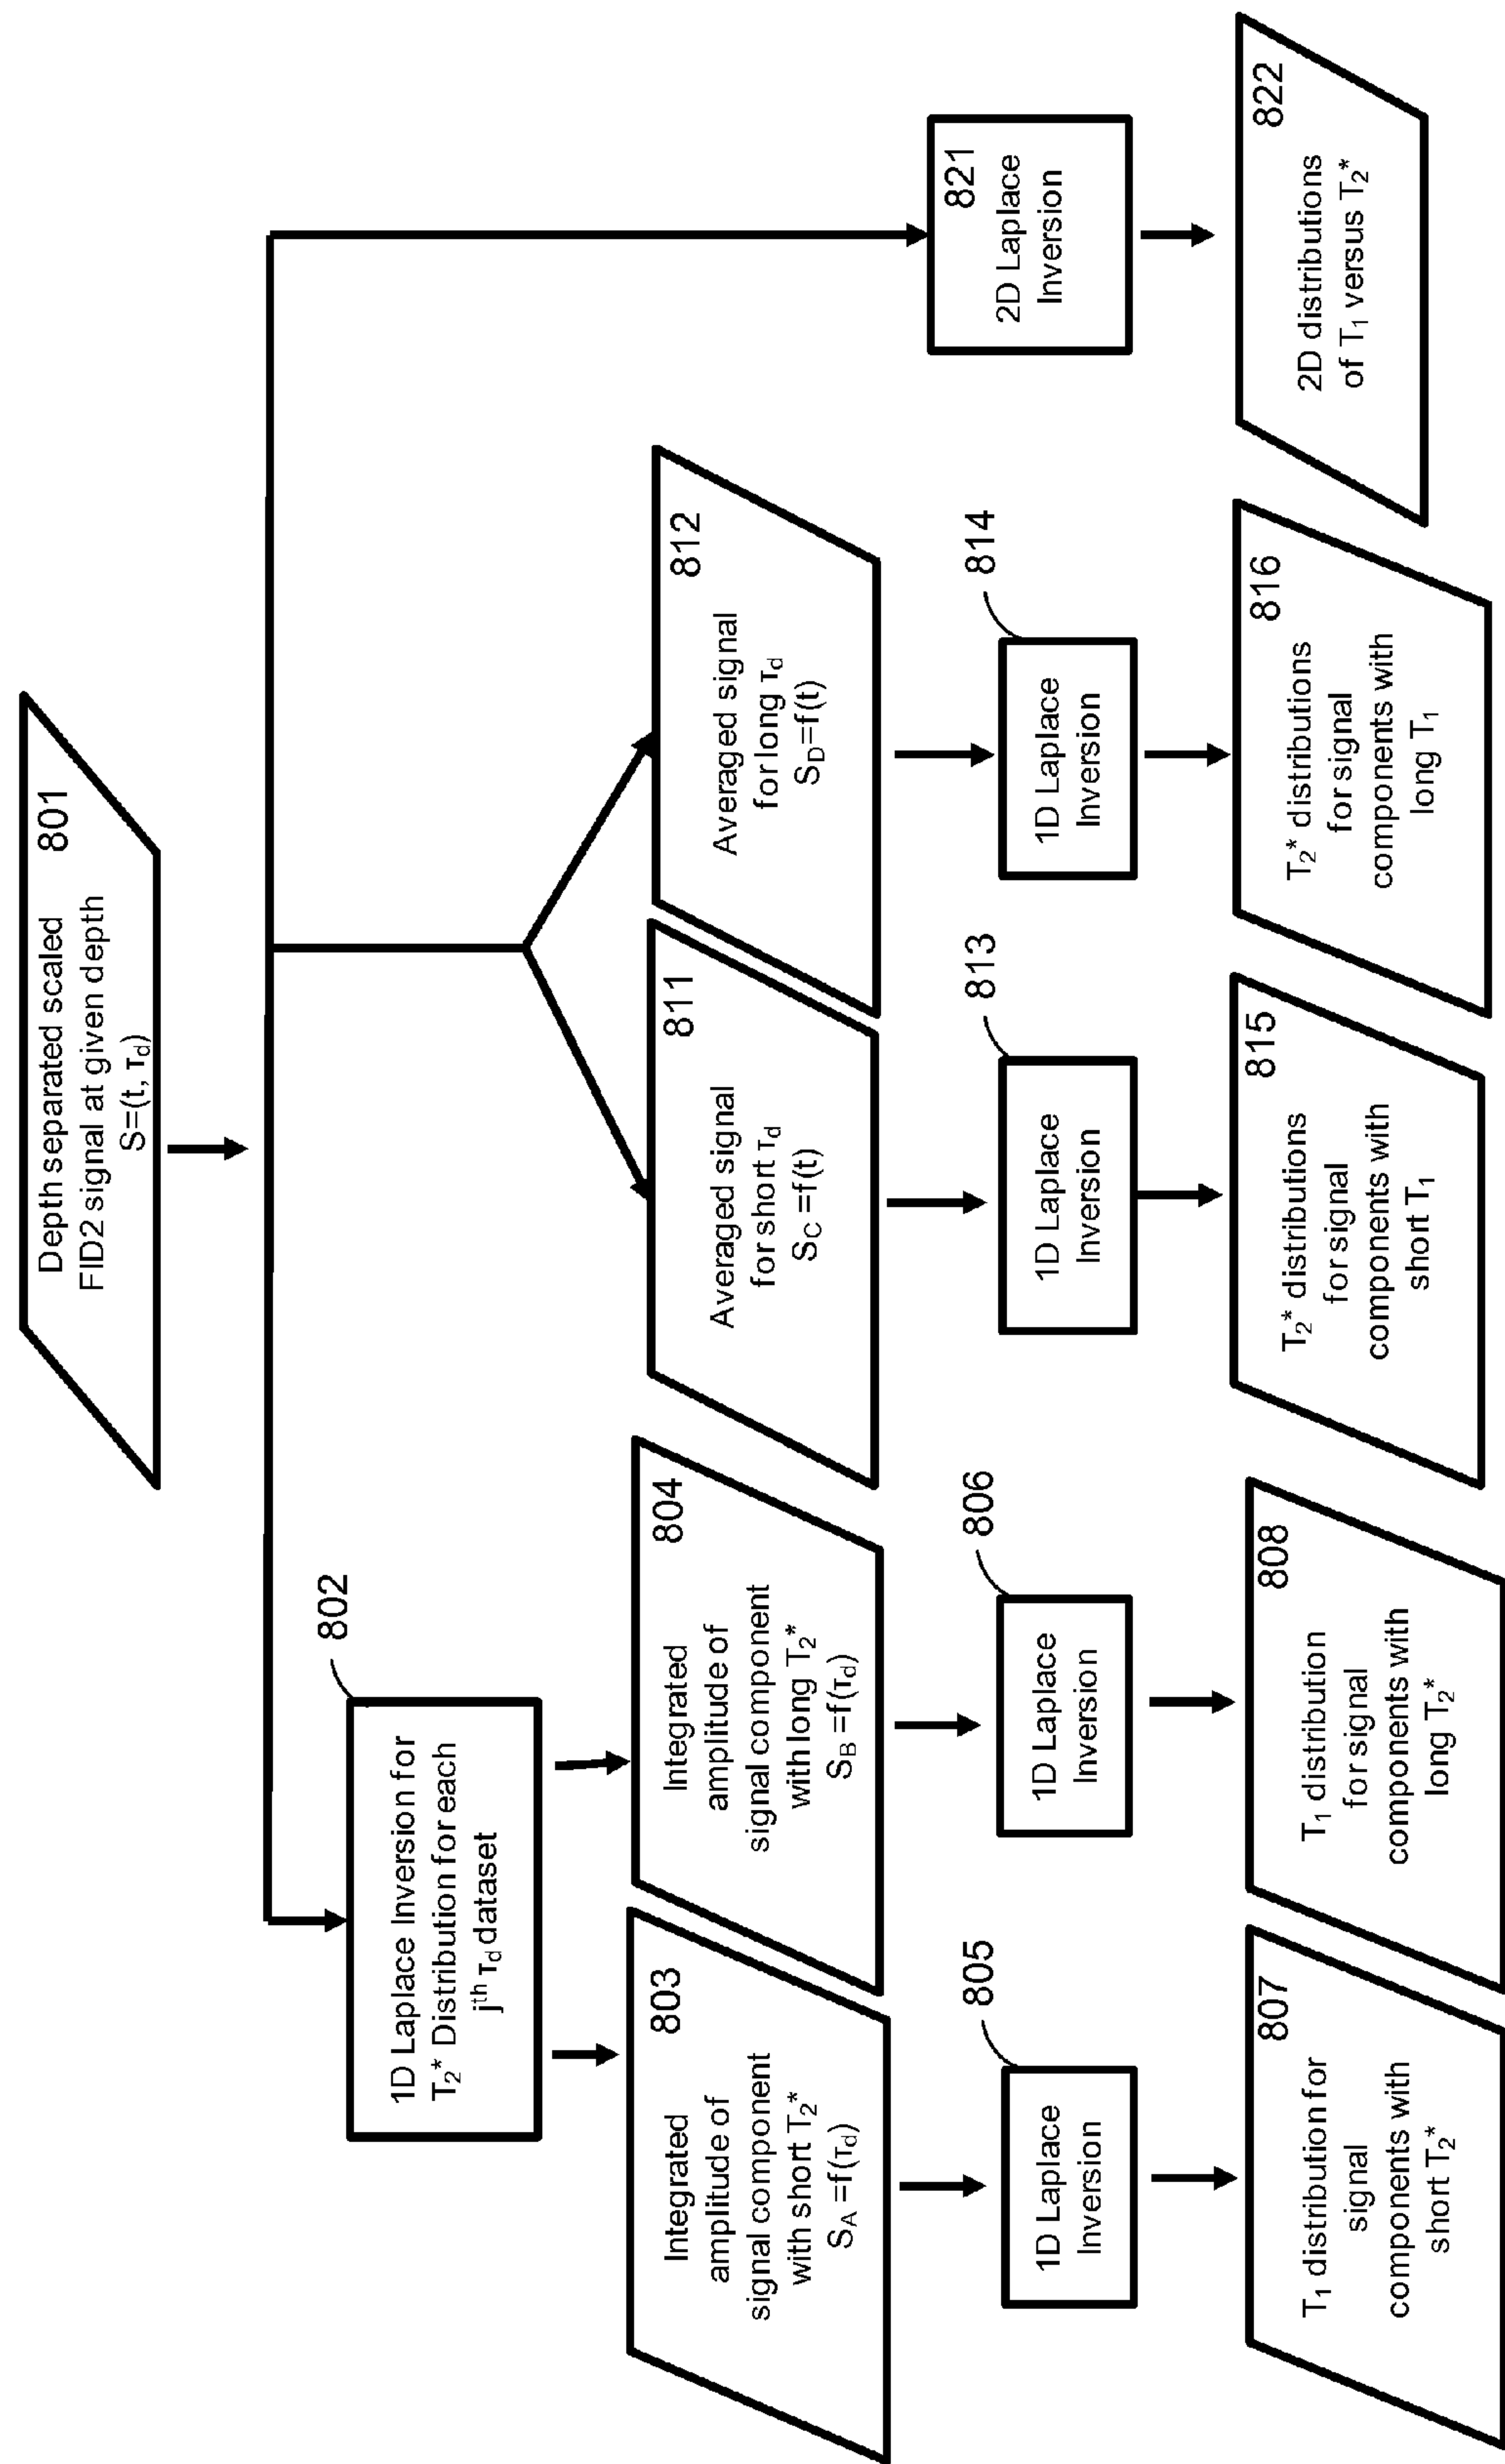 Depth separated scaled
FID2 signal at given depth
S=(t, τd)
801
1D Laplace Inversion for
T2* Distribution for each
jth τd dataset
802
Integrated
amplitude of
signal component
with short T2*
SA =f(τd)
803
Integrated
amplitude of
signal component
with long T2*
SB =f(τd)
804
Averaged signal
for short τd
SC =f(t)
811
Averaged signal
for long τd
SD=f(t)
812
2D Laplace
Inversion
821
1D Laplace
Inversion
805
1D Laplace
Inversion
806
1D Laplace
Inversion
813
1D Laplace
Inversion
814
T1 distribution for
signal
components with
short T2*
807
T1 distribution
for signal
components with
long T2*
808
T2* distributions
for signal
components with
short T1
815
T2* distributions
for signal
components with
long T1
816
2D distributions
of T1 versus T2*
822